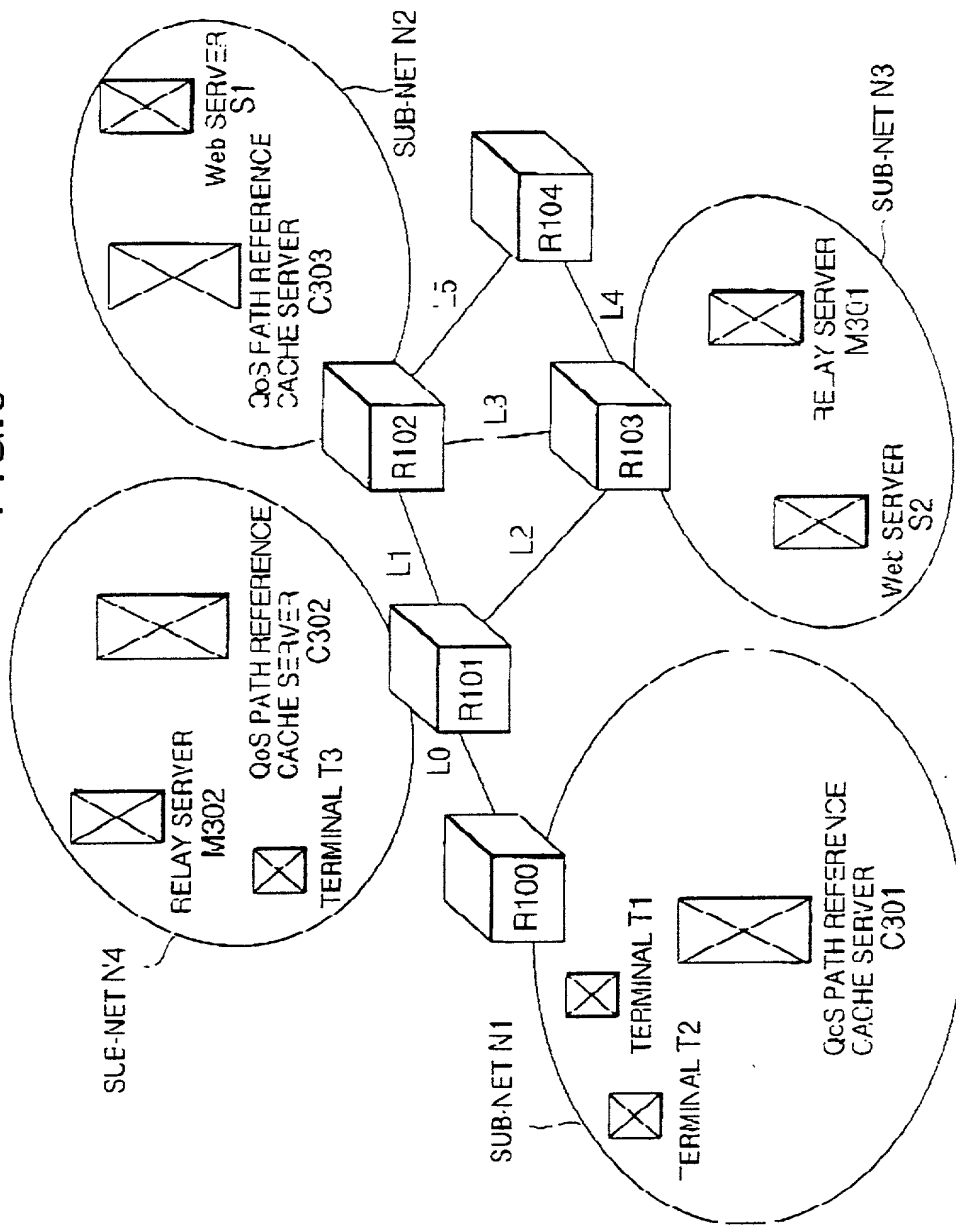 SUB-NET N4
RELAY SERVER
M302
TERMINAL T3
QoS PATH REFERENCE
CACHE SERVER
C302
QoS PATH REFERENCE
CACHE SERVER
C303
Web SERVER
S1
SUB-NET N2
R100
L0
R101
L1
R102
L2
L3
L5
R103
L4
R104
SUB-NET N1
TERMINAL T1
TERMINAL T2
QoS PATH REFERENCE
CACHE SERVER
C301
Web SERVER
S2
RELAY SERVER
M301
SUB-NET N3